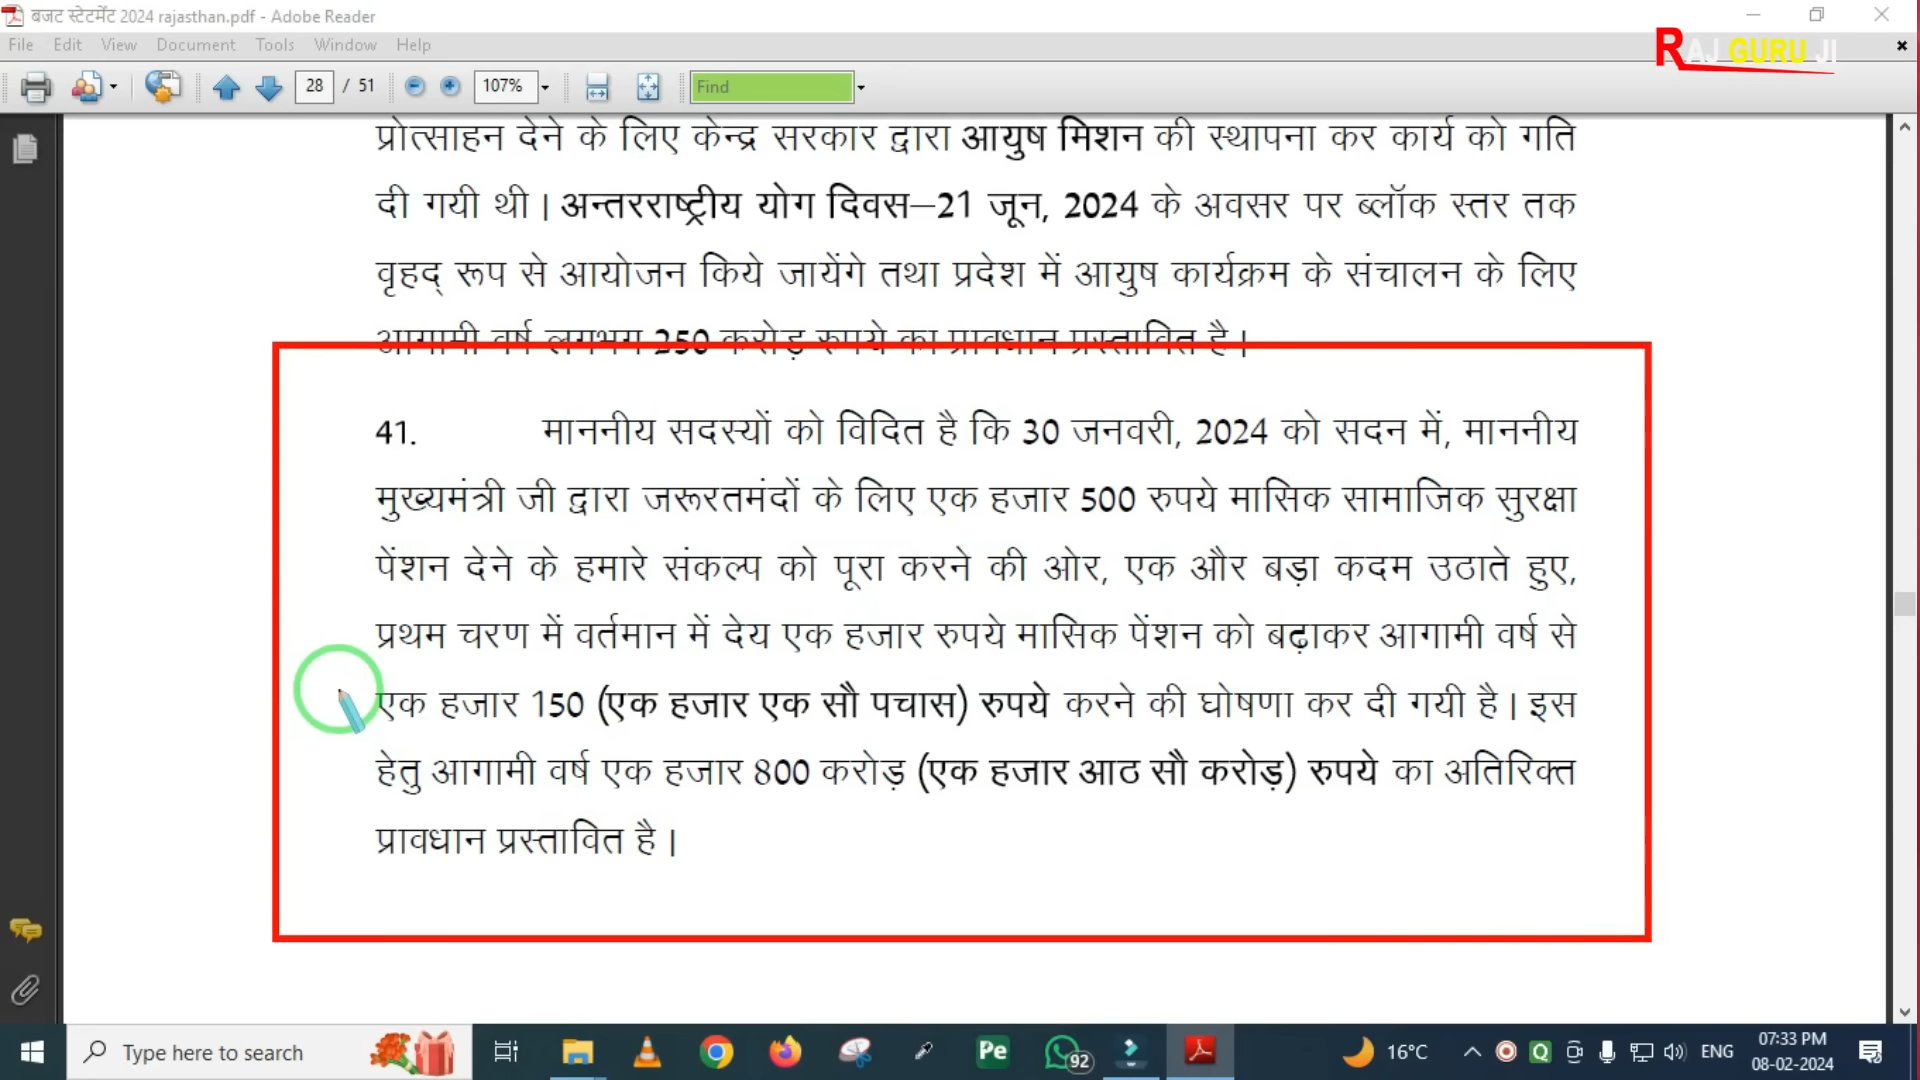 बजट स्टेटमेंट 2024 rajasthan.pdf - Adobe Reader
File Edit View Document Tools Window Help
RAJ GURU JI
28 / 51 107% Find
प्रोत्साहन देने के लिए केन्द्र सरकार द्वारा आयुष मिशन की स्थापना कर कार्य को गति
दी गयी थी। अन्तरराष्ट्रीय योग दिवस–21 जून, 2024 के अवसर पर ब्लॉक स्तर तक
वृहद् रूप से आयोजन किये जायेंगे तथा प्रदेश में आयुष कार्यक्रम के संचालन के लिए
आगामी वर्ष लगभग 250 करोड़ रुपये का प्रावधान प्रस्तावित है।
41. माननीय सदस्यों को विदित है कि 30 जनवरी, 2024 को सदन में, माननीय
मुख्यमंत्री जी द्वारा जरूरतमंदों के लिए एक हजार 500 रुपये मासिक सामाजिक सुरक्षा
पेंशन देने के हमारे संकल्प को पूरा करने की ओर, एक और बड़ा कदम उठाते हुए,
प्रथम चरण में वर्तमान में देय एक हजार रुपये मासिक पेंशन को बढ़ाकर आगामी वर्ष से
एक हजार 150 (एक हजार एक सौ पचास) रुपये करने की घोषणा कर दी गयी है। इस
हेतु आगामी वर्ष एक हजार 800 करोड़ (एक हजार आठ सौ करोड़) रुपये का अतिरिक्त
प्रावधान प्रस्तावित है।
Type here to search Pe 92 16°C ENG 07:33 PM
08-02-2024